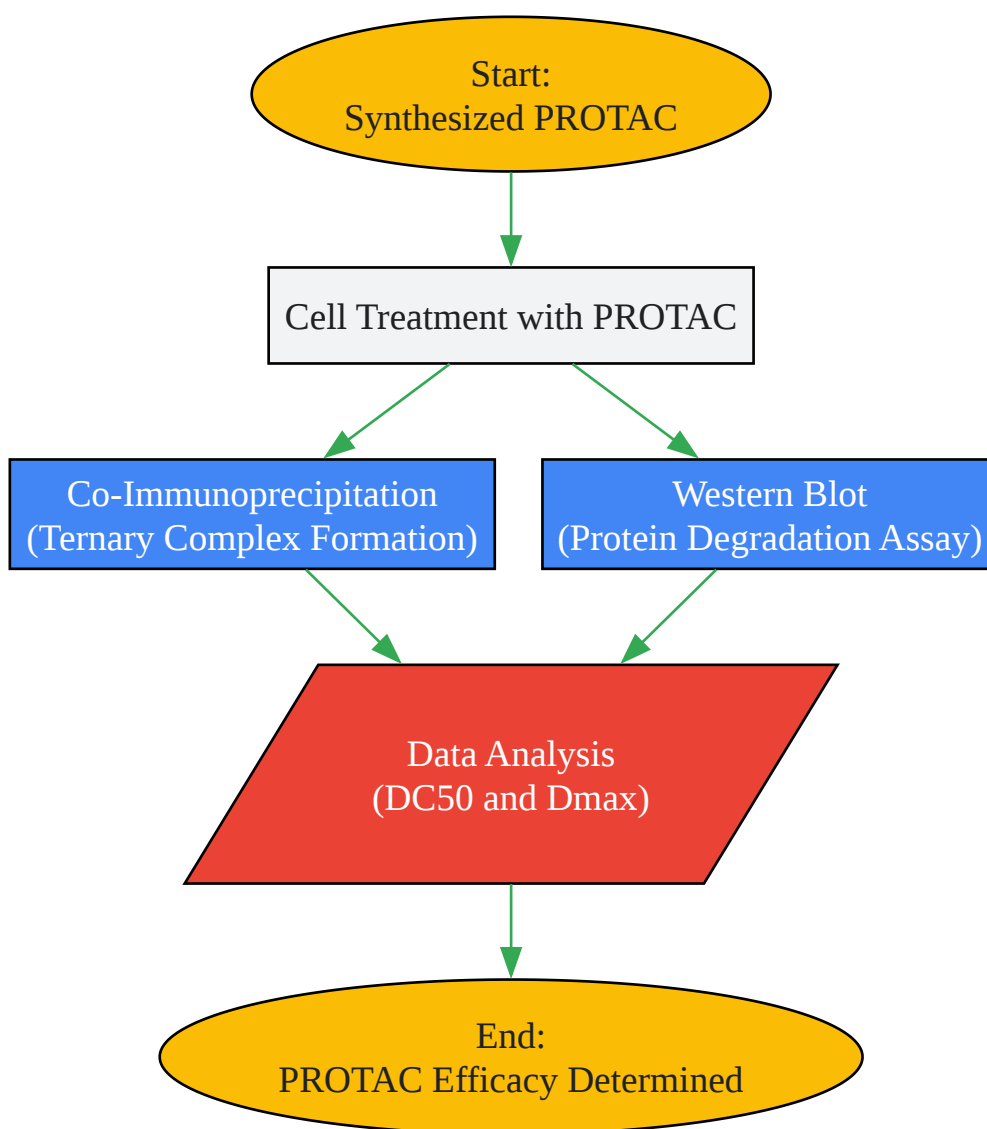 Start:
Synthesized PROTAC
Cell Treatment with PROTAC
Co-Immunoprecipitation
(Ternary Complex Formation)
Western Blot
(Protein Degradation Assay)
Data Analysis
(DC50 and Dmax)
End:
PROTAC Efficacy Determined